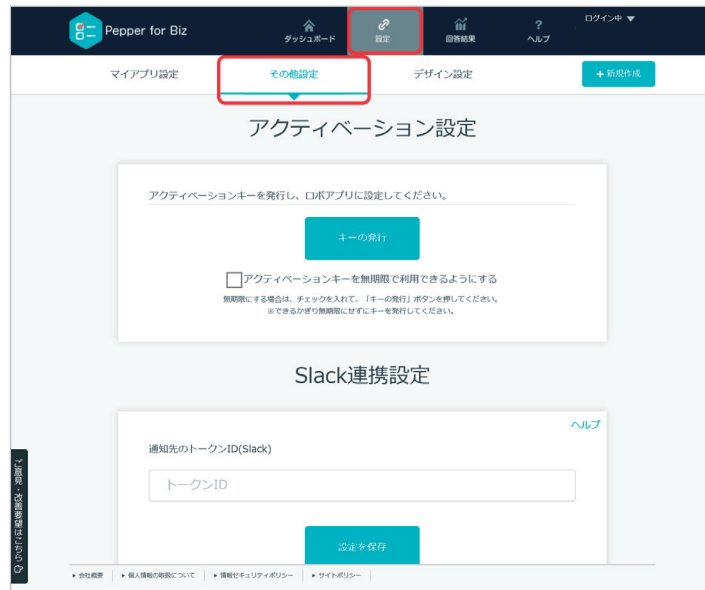 Pepper for Biz
ダッシュボード
設定
回答結果
?
ヘルプ
ログイン中 ▼
マイアプリ設定
その他設定
デザイン設定
+ 新規作成
アクティベーション設定
アクティベーションキーを発行し、ロボアプリに設定してください。
キーの発行
アクティベーションキーを無期限で利用できるようにする
無期限にする場合は、チェックを入れて、「キーの発行」ボタンを押してください。
※できるかぎり無期限にせずにキーを発行してください。
Slack連携設定
ヘルプ
通知先のトークンID(Slack)
トークンID
設定を保存
ご意見・改善要望はこちら
会社概要
個人情報の取扱について
情報セキュリティポリシー
サイトポリシー